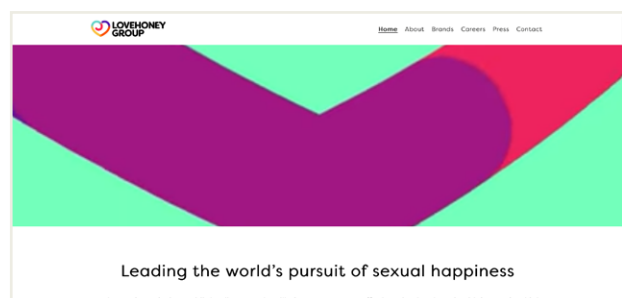 LOVEHONEY
GROUP
Home About Brands Careers Press Contact
Leading the world's pursuit of sexual happiness